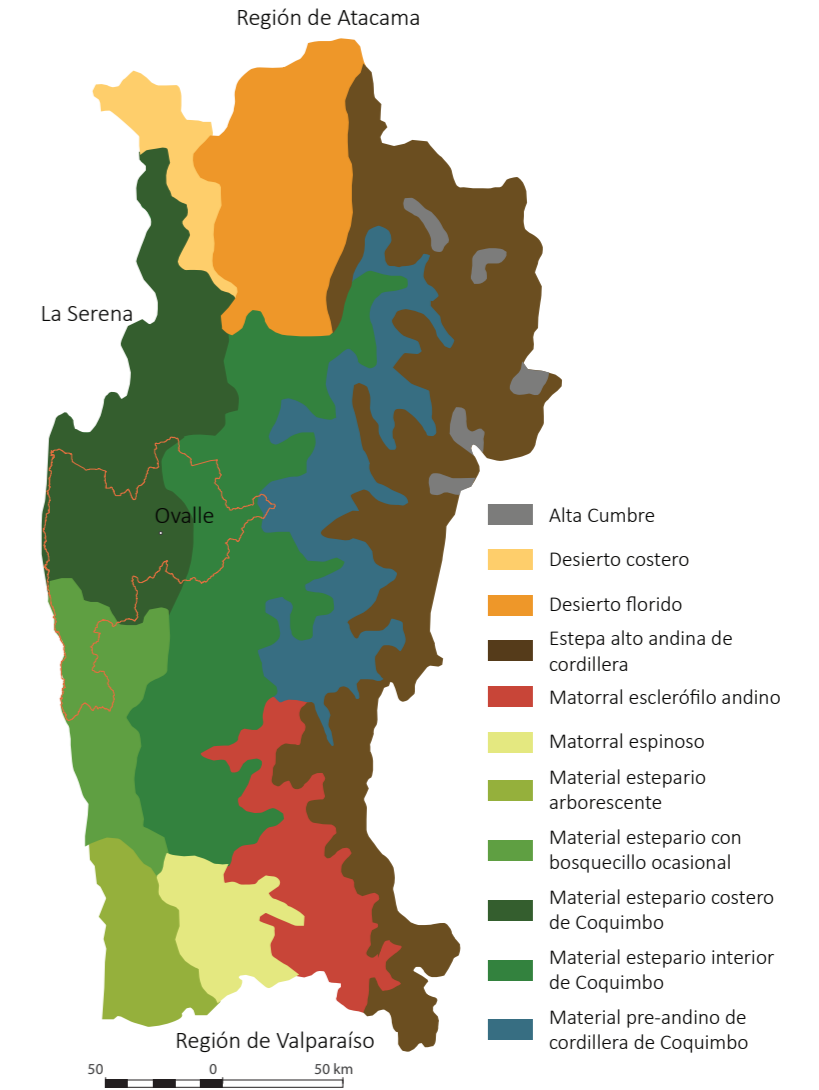 Región de Atacama
La Serena
Ovalle
Alta Cumbre
Desierto costero
Desierto florido
Estepa alto andina de
cordillera
Matorral esclerófilo andino
Matorral espinoso
Material estepario
arborescente
Material estepario con
bosquecillo ocasional
Material estepario costero
de Coquimbo
Material estepario interior
de Coquimbo
Material pre-andino de
cordillera de Coquimbo
Región de Valparaíso
50 0 50 km